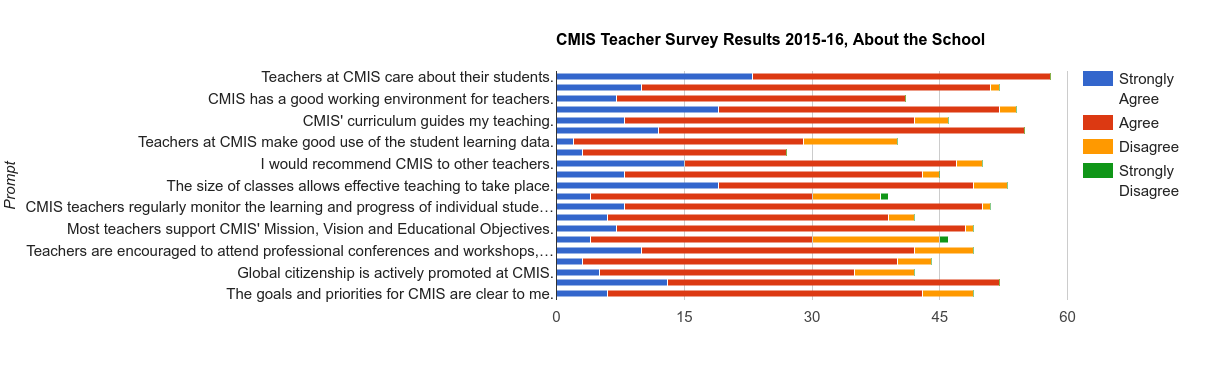 CMIS Teacher Survey Results 2015-16, About the School
Prompt
Teachers at CMIS care about their students.
CMIS has a good working environment for teachers.
CMIS' curriculum guides my teaching.
Teachers at CMIS make good use of the student learning data.
I would recommend CMIS to other teachers.
The size of classes allows effective teaching to take place.
CMIS teachers regularly monitor the learning and progress of individual stude…
Most teachers support CMIS' Mission, Vision and Educational Objectives.
Teachers are encouraged to attend professional conferences and workshops,…
Global citizenship is actively promoted at CMIS.
The goals and priorities for CMIS are clear to me.
0 15 30 45 60
Strongly
Agree
Agree
Disagree
Strongly
Disagree